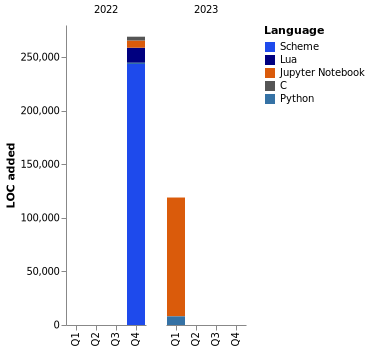 2022 2023
Language
Scheme
Lua
Jupyter Notebook
C
Python
LOC added
250,000
200,000
150,000
100,000
50,000
0
Q1 Q2 Q3 Q4 Q1 Q2 Q3 Q4